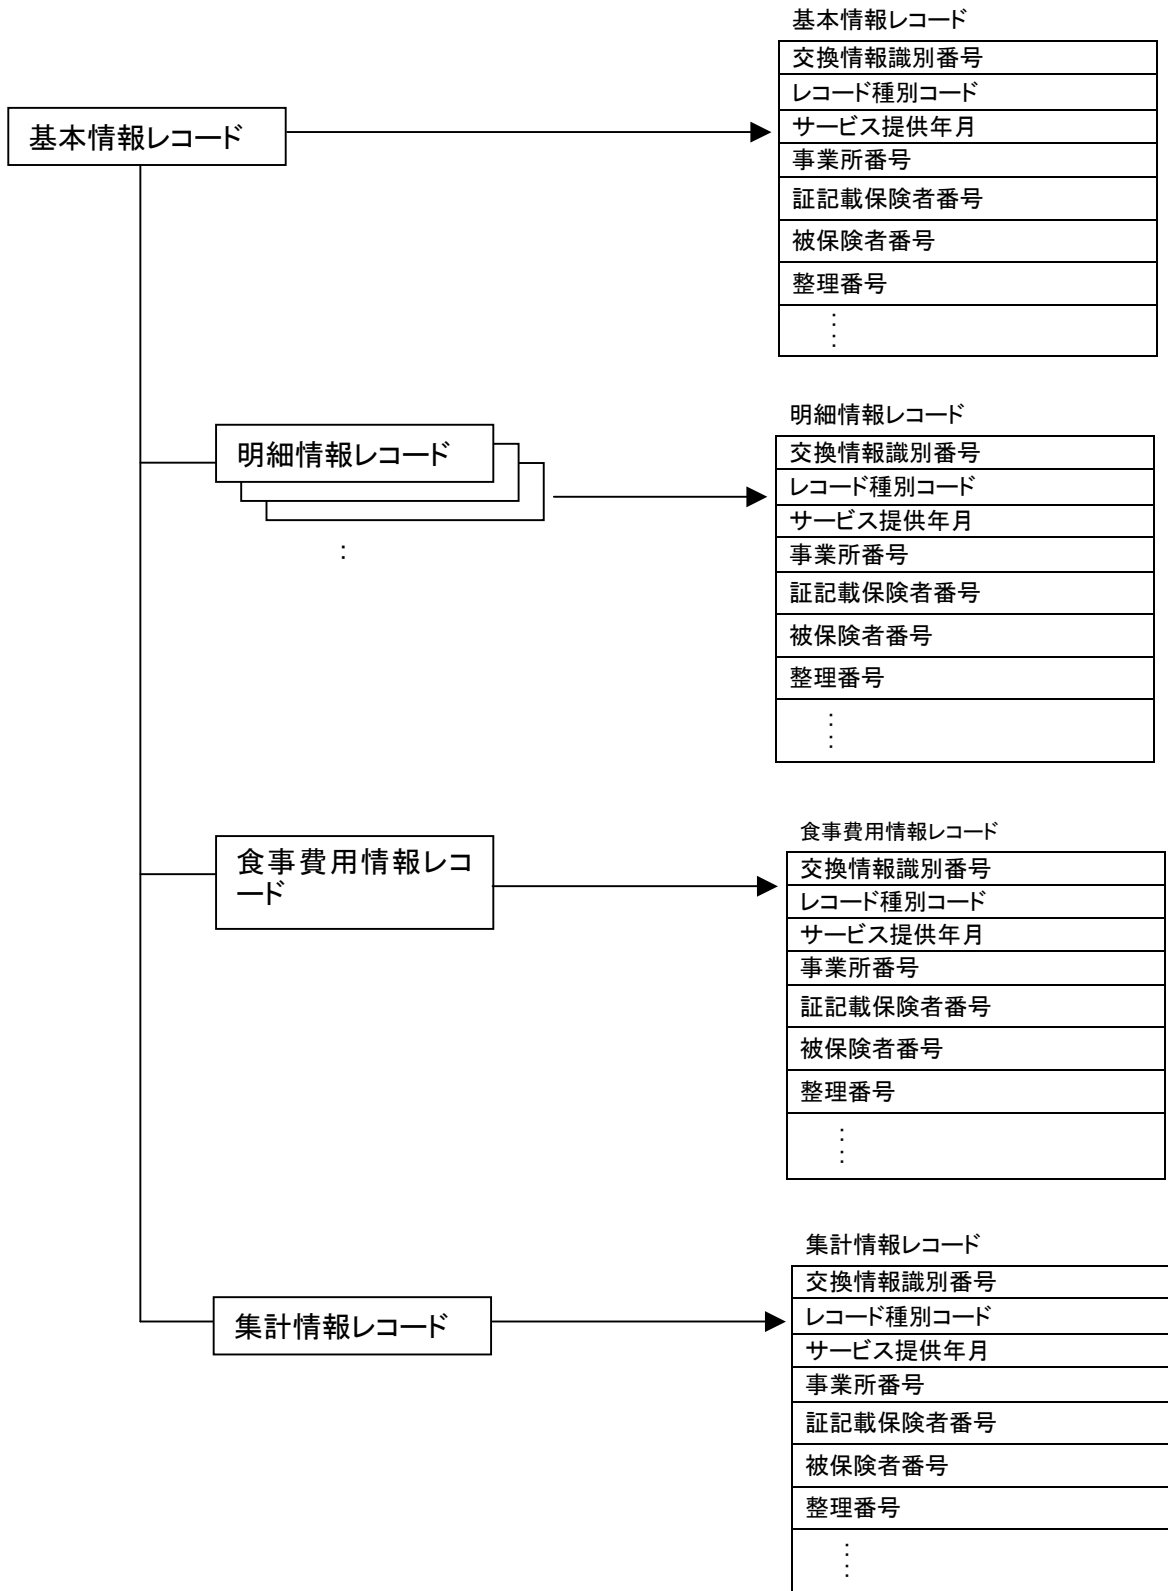 基本情報レコード
基本情報レコード
交換情報識別番号
レコード種別コード
サービス提供年月
事業所番号
証記載保険者番号
被保険者番号
整理番号
：
：
明細情報レコード
：
明細情報レコード
交換情報識別番号
レコード種別コード
サービス提供年月
事業所番号
証記載保険者番号
被保険者番号
整理番号
：
：
食事費用情報レコ
ード
食事費用情報レコード
交換情報識別番号
レコード種別コード
サービス提供年月
事業所番号
証記載保険者番号
被保険者番号
整理番号
：
：
集計情報レコード
集計情報レコード
交換情報識別番号
レコード種別コード
サービス提供年月
事業所番号
証記載保険者番号
被保険者番号
整理番号
：
：